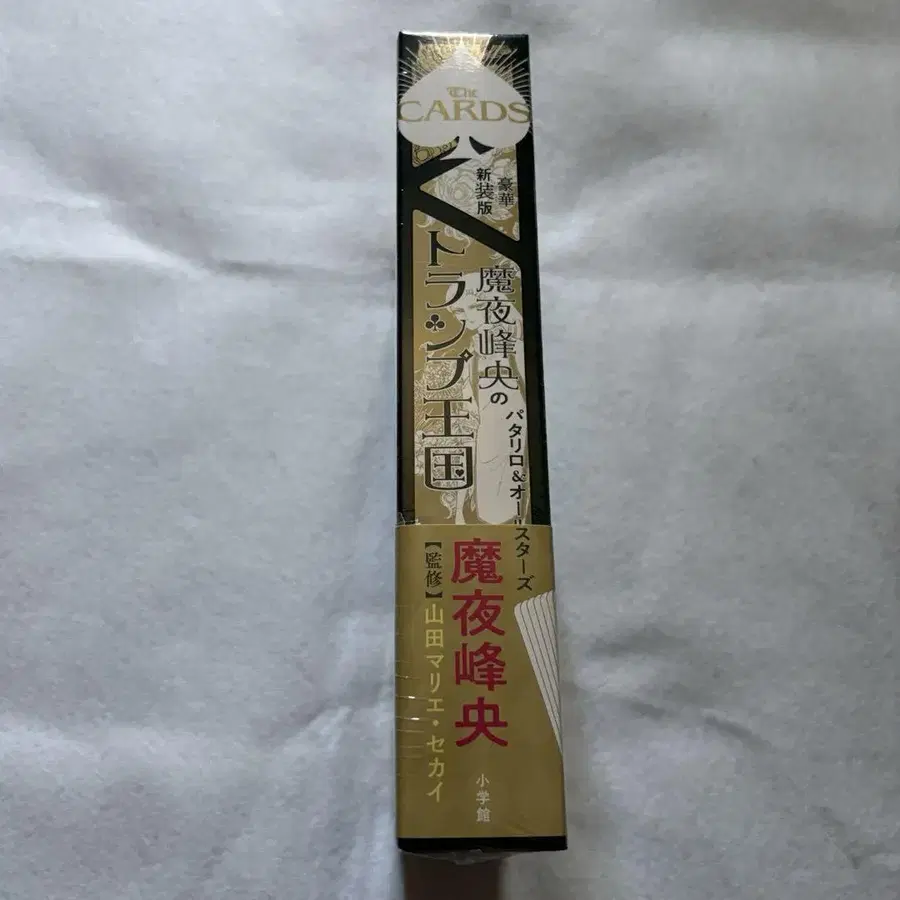 The
CARDS
豪華
新装版
魔夜峰央の
パタリロ&オールスターズ
トランプ王国
魔夜峰央
【監修】山田マリエ・セカイ
小学館